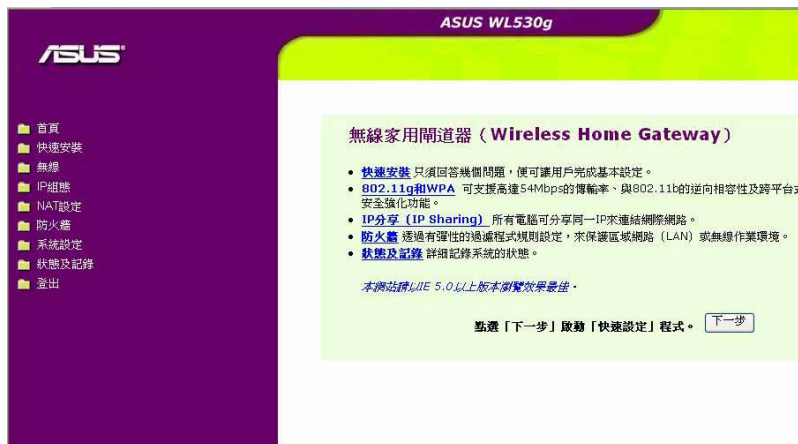 ASUS WL530g
ASUS
首頁
快速安裝
無線
IP組態
NAT設定
防火牆
系統設定
狀態及記錄
登出
無線家用閘道器（Wireless Home Gateway）
快速安裝 只須回答幾個問題，便可讓用戶完成基本設定。
802.11g和WPA 可支援高達54Mbps的傳輸率、與802.11b的逆向相容性及跨平台
安全強化功能。
IP分享（IP Sharing）所有電腦可分享同一IP來連結網際網路。
防火牆 透過有彈性的過濾程式規則設定，來保護區域網路（LAN）或無線作業環境。
狀態及記錄 詳細記錄系統的狀態。
本網站請以IE 5.0以上版本瀏覽效果最佳。
點選「下一步」啟動「快速設定」程式。 下一步